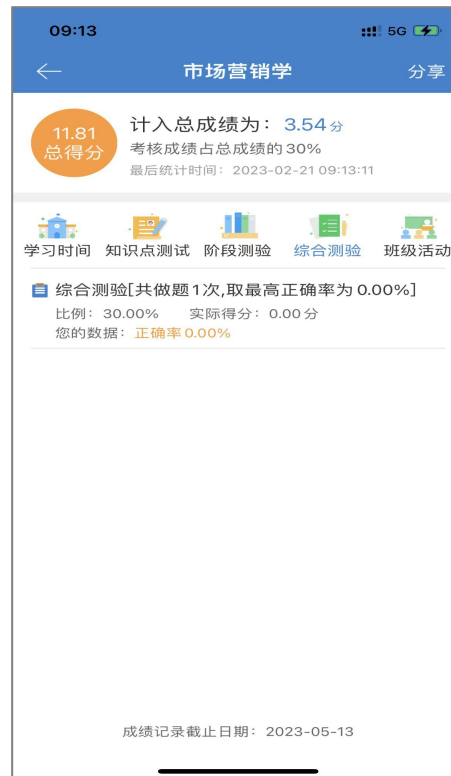 09:13
5G
市场营销学
分享
11.81
总得分
计入总成绩为：3.54分
考核成绩占总成绩的30%
最后统计时间：2023-02-21 09:13:11
学习时间 知识点测试 阶段测验 综合测验 班级活动
综合测验[共做题1次,取最高正确率为0.00%]
比例：30.00% 实际得分：0.00分
您的数据：正确率0.00%
成绩记录截止日期：2023-05-13